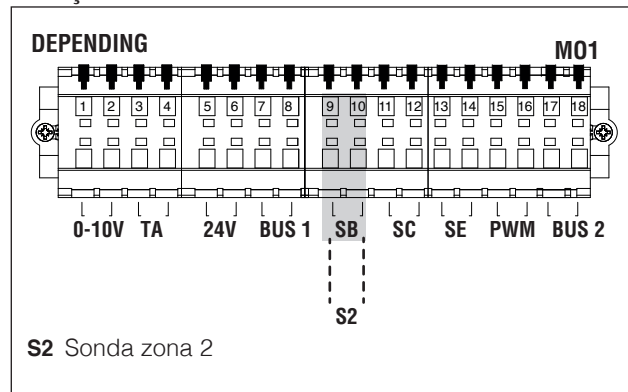 DEPENDING
M01
1 2 3 4 5 6 7 8 9 10 11 12 13 14 15 16 17 18
0-10V TA 24V BUS 1 SB SC SE PWM BUS 2
S2
S2 Sonda zona 2